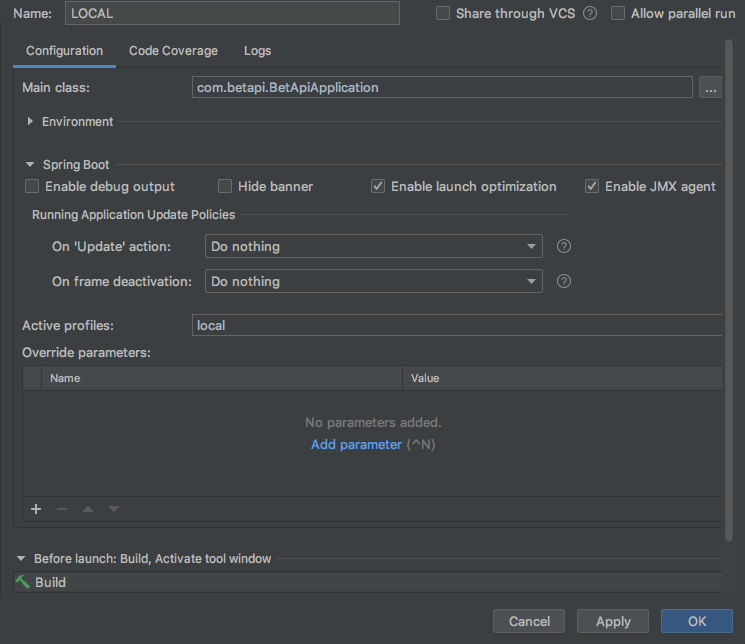 Name: LOCAL Share through VCS ? Allow parallel run
Configuration Code Coverage Logs
Main class: com.betapi.BetApiApplication ...
Environment
Spring Boot
Enable debug output Hide banner Enable launch optimization Enable JMX agent
Running Application Update Policies
On 'Update' action: Do nothing ?
On frame deactivation: Do nothing ?
Active profiles: local
Override parameters:
Name Value
No parameters added.
Add parameter (^N)
Before launch: Build, Activate tool window
Build
Cancel Apply OK